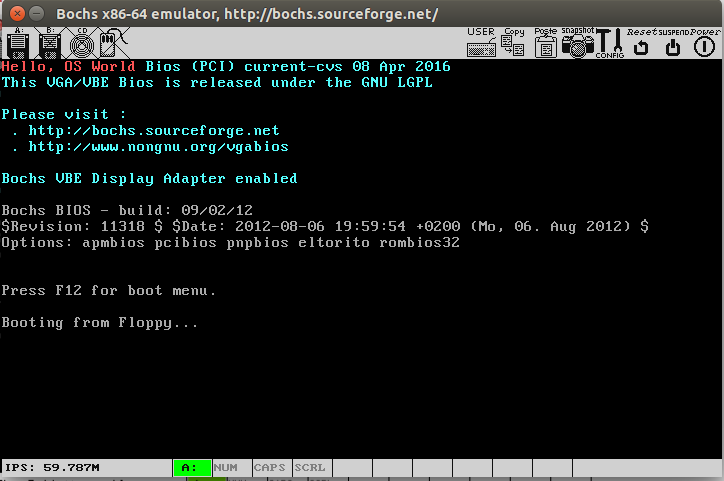 Bochs x86-64 emulator, http://bochs.sourceforge.net/
A: B: CD USER Copy Paste snapshot CONFIG Reset SUSPEND Power
Hello, OS World Bios (PCI) current-cvs 08 Apr 2016
This VGA/VBE Bios is released under the GNU LGPL
Please visit :
. http://bochs.sourceforge.net
. http://www.nongnu.org/vgabios
Bochs VBE Display Adapter enabled
Bochs BIOS - build: 09/02/12
$Revision: 11318 $ $Date: 2012-08-06 19:59:54 +0200 (Mo, 06. Aug 2012) $
Options: apmbios pcibios pnpbios eltorito rombios32
Press F12 for boot menu.
Booting from Floppy...
IPS: 59.787M A: NUM CAPS SCRL